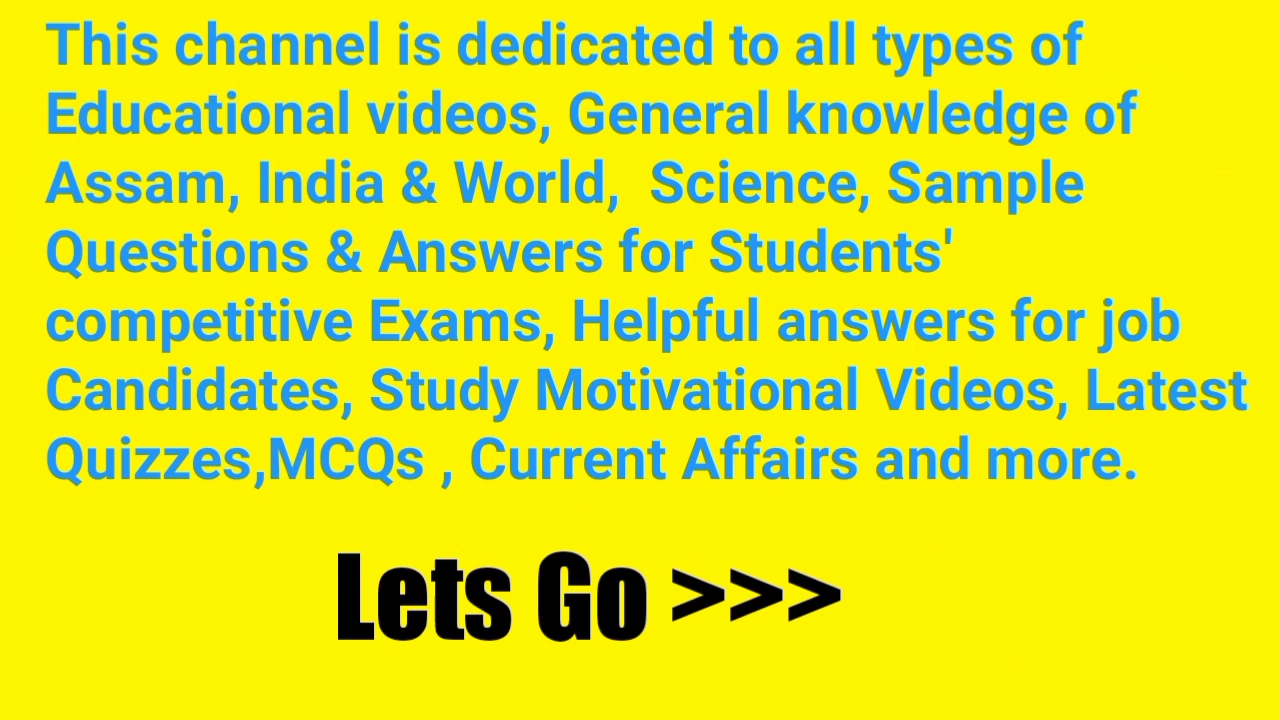 This channel is dedicated to all types of
Educational videos, General knowledge of
Assam, India & World,  Science, Sample
Questions & Answers for Students'
competitive Exams, Helpful answers for job
Candidates, Study Motivational Videos, Latest
Quizzes,MCQs , Current Affairs and more.
Lets Go >>>